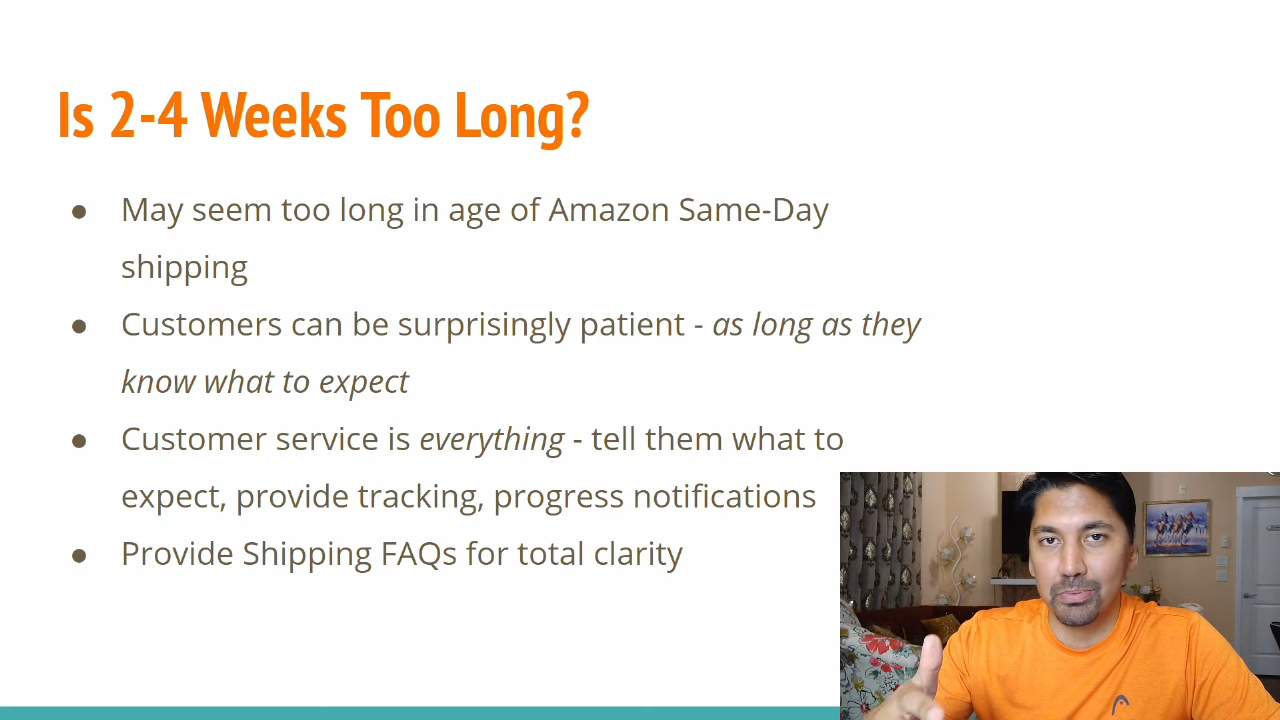 Is 2-4 Weeks Too Long?
● May seem too long in age of Amazon Same-Day
shipping
● Customers can be surprisingly patient - as long as they
know what to expect
● Customer service is everything - tell them what to
expect, provide tracking, progress notifications
● Provide Shipping FAQs for total clarity